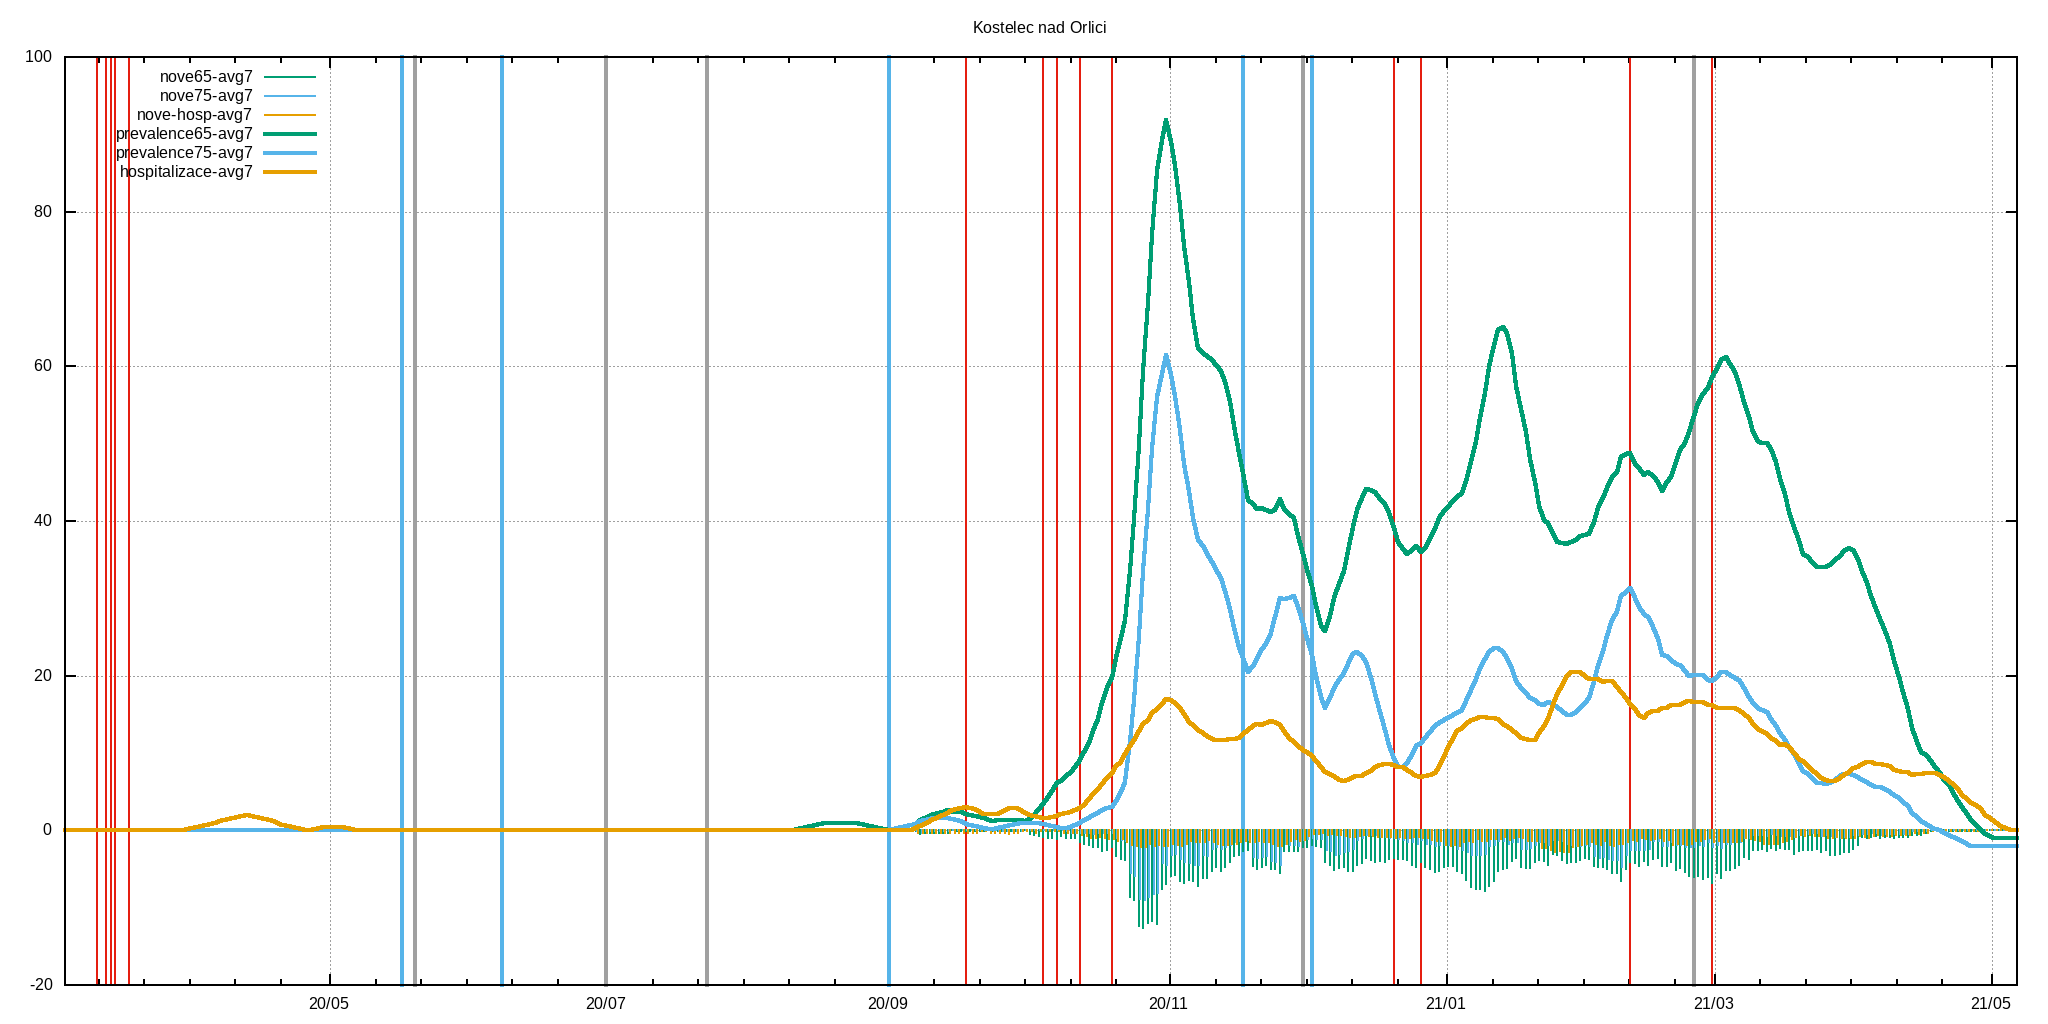 Kostelec nad Orlici
100
80
60
40
20
0
-20
nove65-avg7
nove75-avg7
nove-hosp-avg7
prevalence65-avg7
prevalence75-avg7
hospitalizace-avg7
20/05
20/07
20/09
20/11
21/01
21/03
21/05